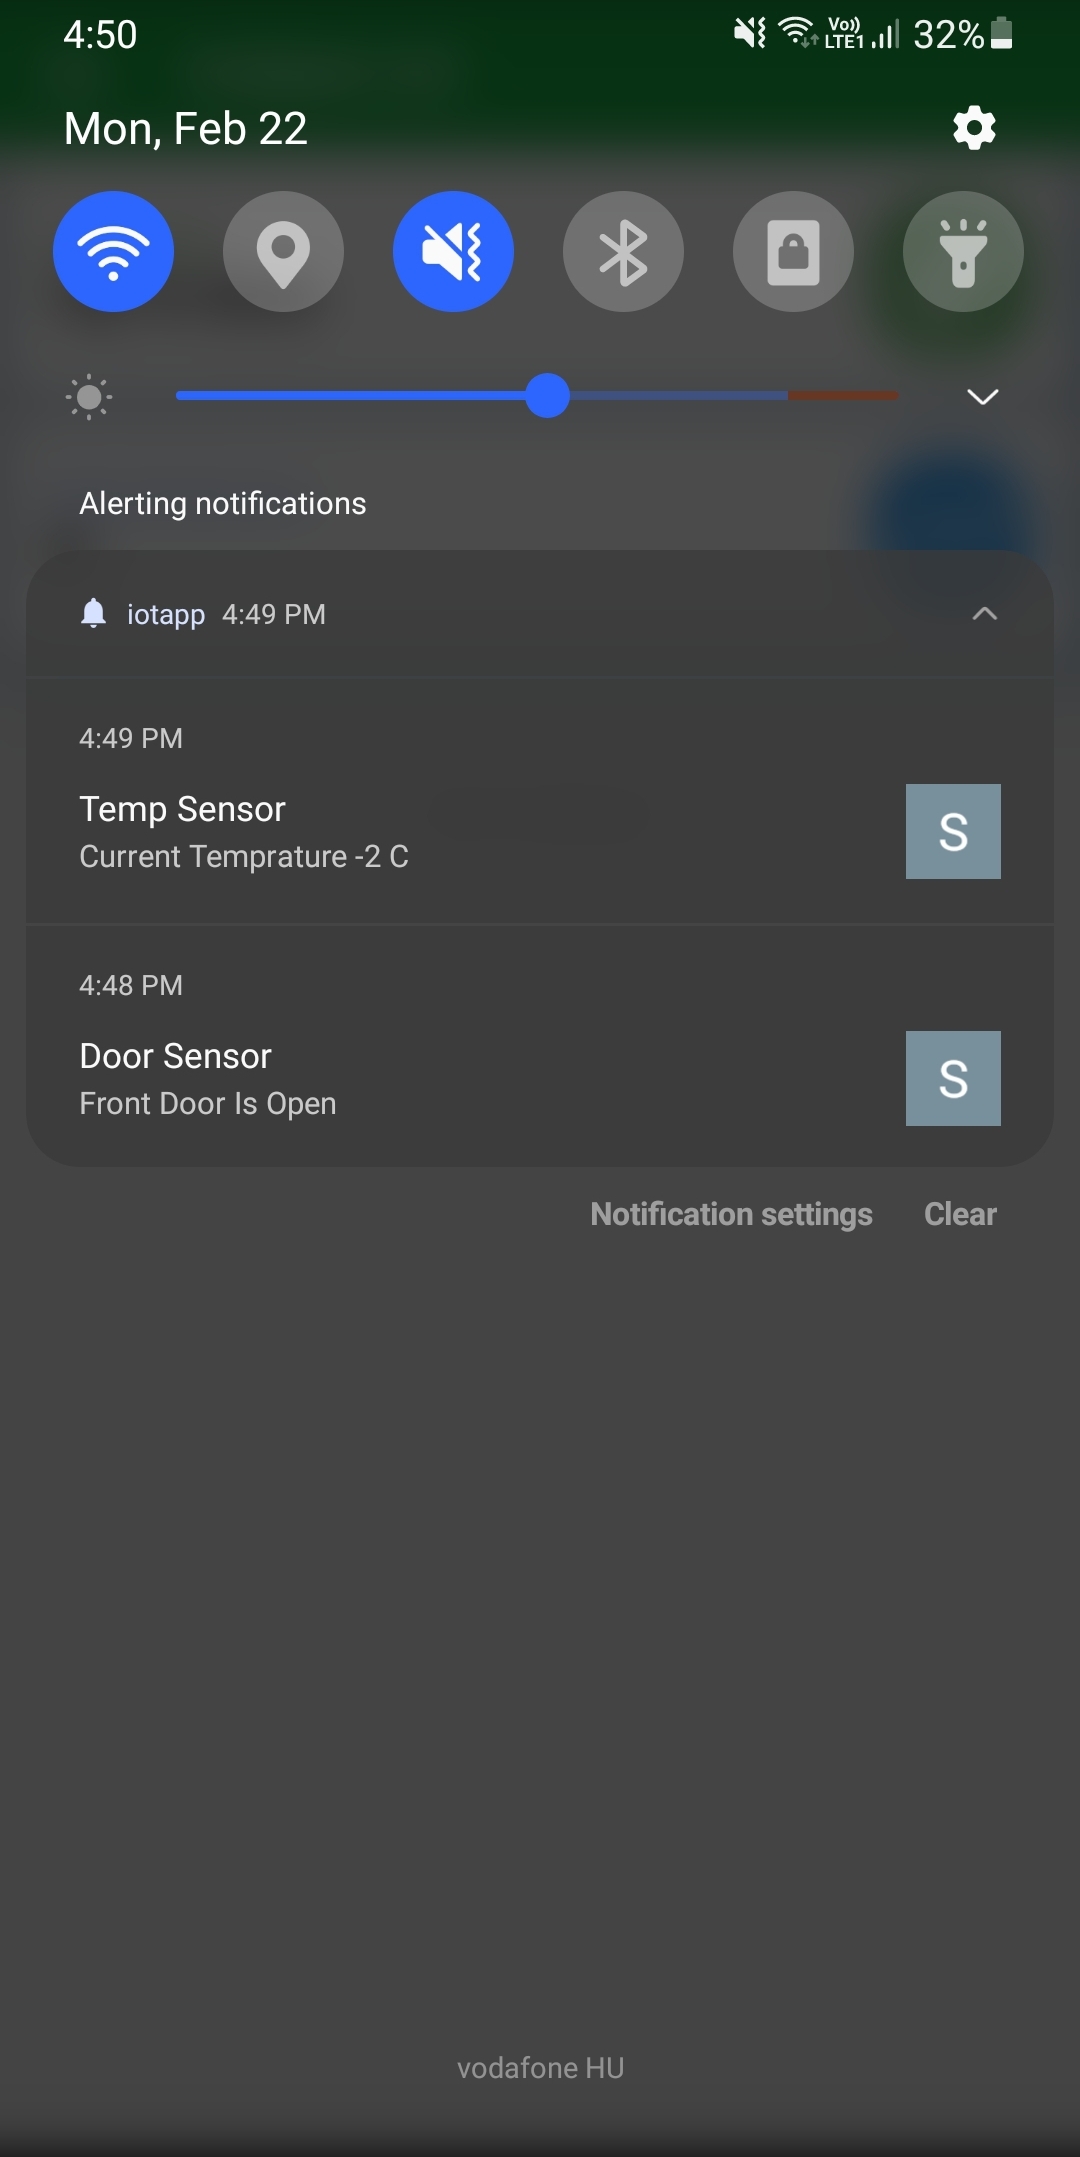 4:50
Vo)) LTE1 32%
Mon, Feb 22
Alerting notifications
iotapp 4:49 PM
4:49 PM
Temp Sensor
Current Temprature -2 C
S
4:48 PM
Door Sensor
Front Door Is Open
S
Notification settings Clear
vodafone HU